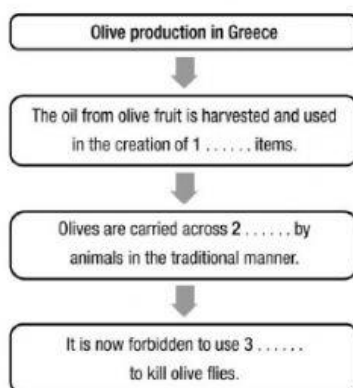 Olive production in Greece
The oil from olive fruit is harvested and used
in the creation of 1 ...... items.
Olives are carried across 2 ...... by
animals in the traditional manner.
It is now forbidden to use 3 ......
to kill olive flies.